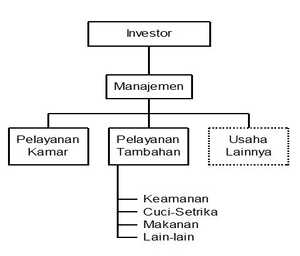 Investor
Manajemen
Pelayanan
Kamar
Pelayanan
Tambahan
Usaha
Lainnya
Keamanan
Cuci-Setrika
Makanan
Lain-lain